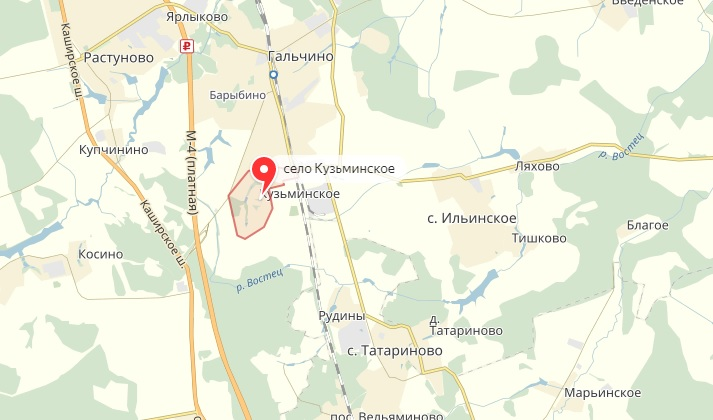 Введенское
Ярлыково
Каширское ш.
₽
Растуново
Гальчино
Барыбино
Купчинино
М-4 (платная)
р. Востец
село Кузьминское
Ляхово
Кузьминское
Каширское ш.
с. Ильинское
Благое
Тишково
Косино
р. Востец
Рудины
д.
Татариново
с. Татариново
Марьинское
пос. Вельяминово